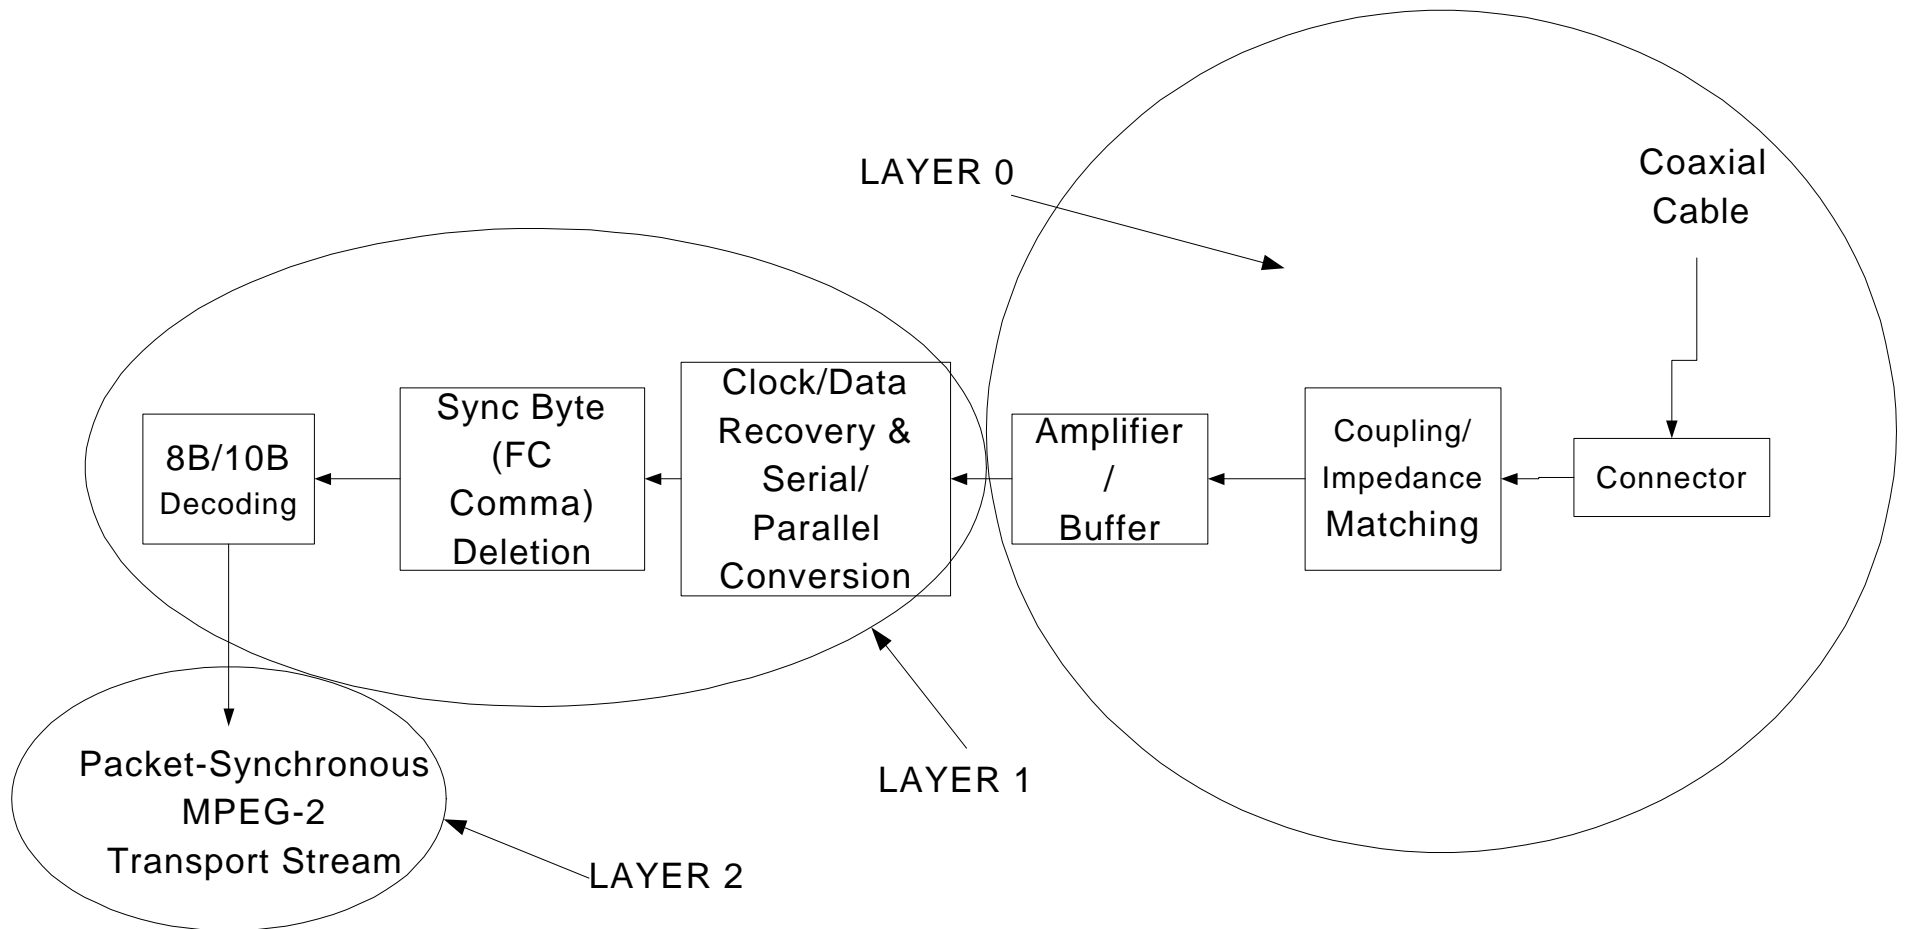 LAYER 0
Coaxial
Cable
Clock/Data
Recovery &
Serial/
Parallel
Conversion
Sync Byte
(FC
Comma)
Deletion
8B/10B
Decoding
Amplifier
/
Buffer
Coupling/
Impedance
Matching
Connector
LAYER 1
Packet-Synchronous
MPEG-2
Transport Stream
LAYER 2